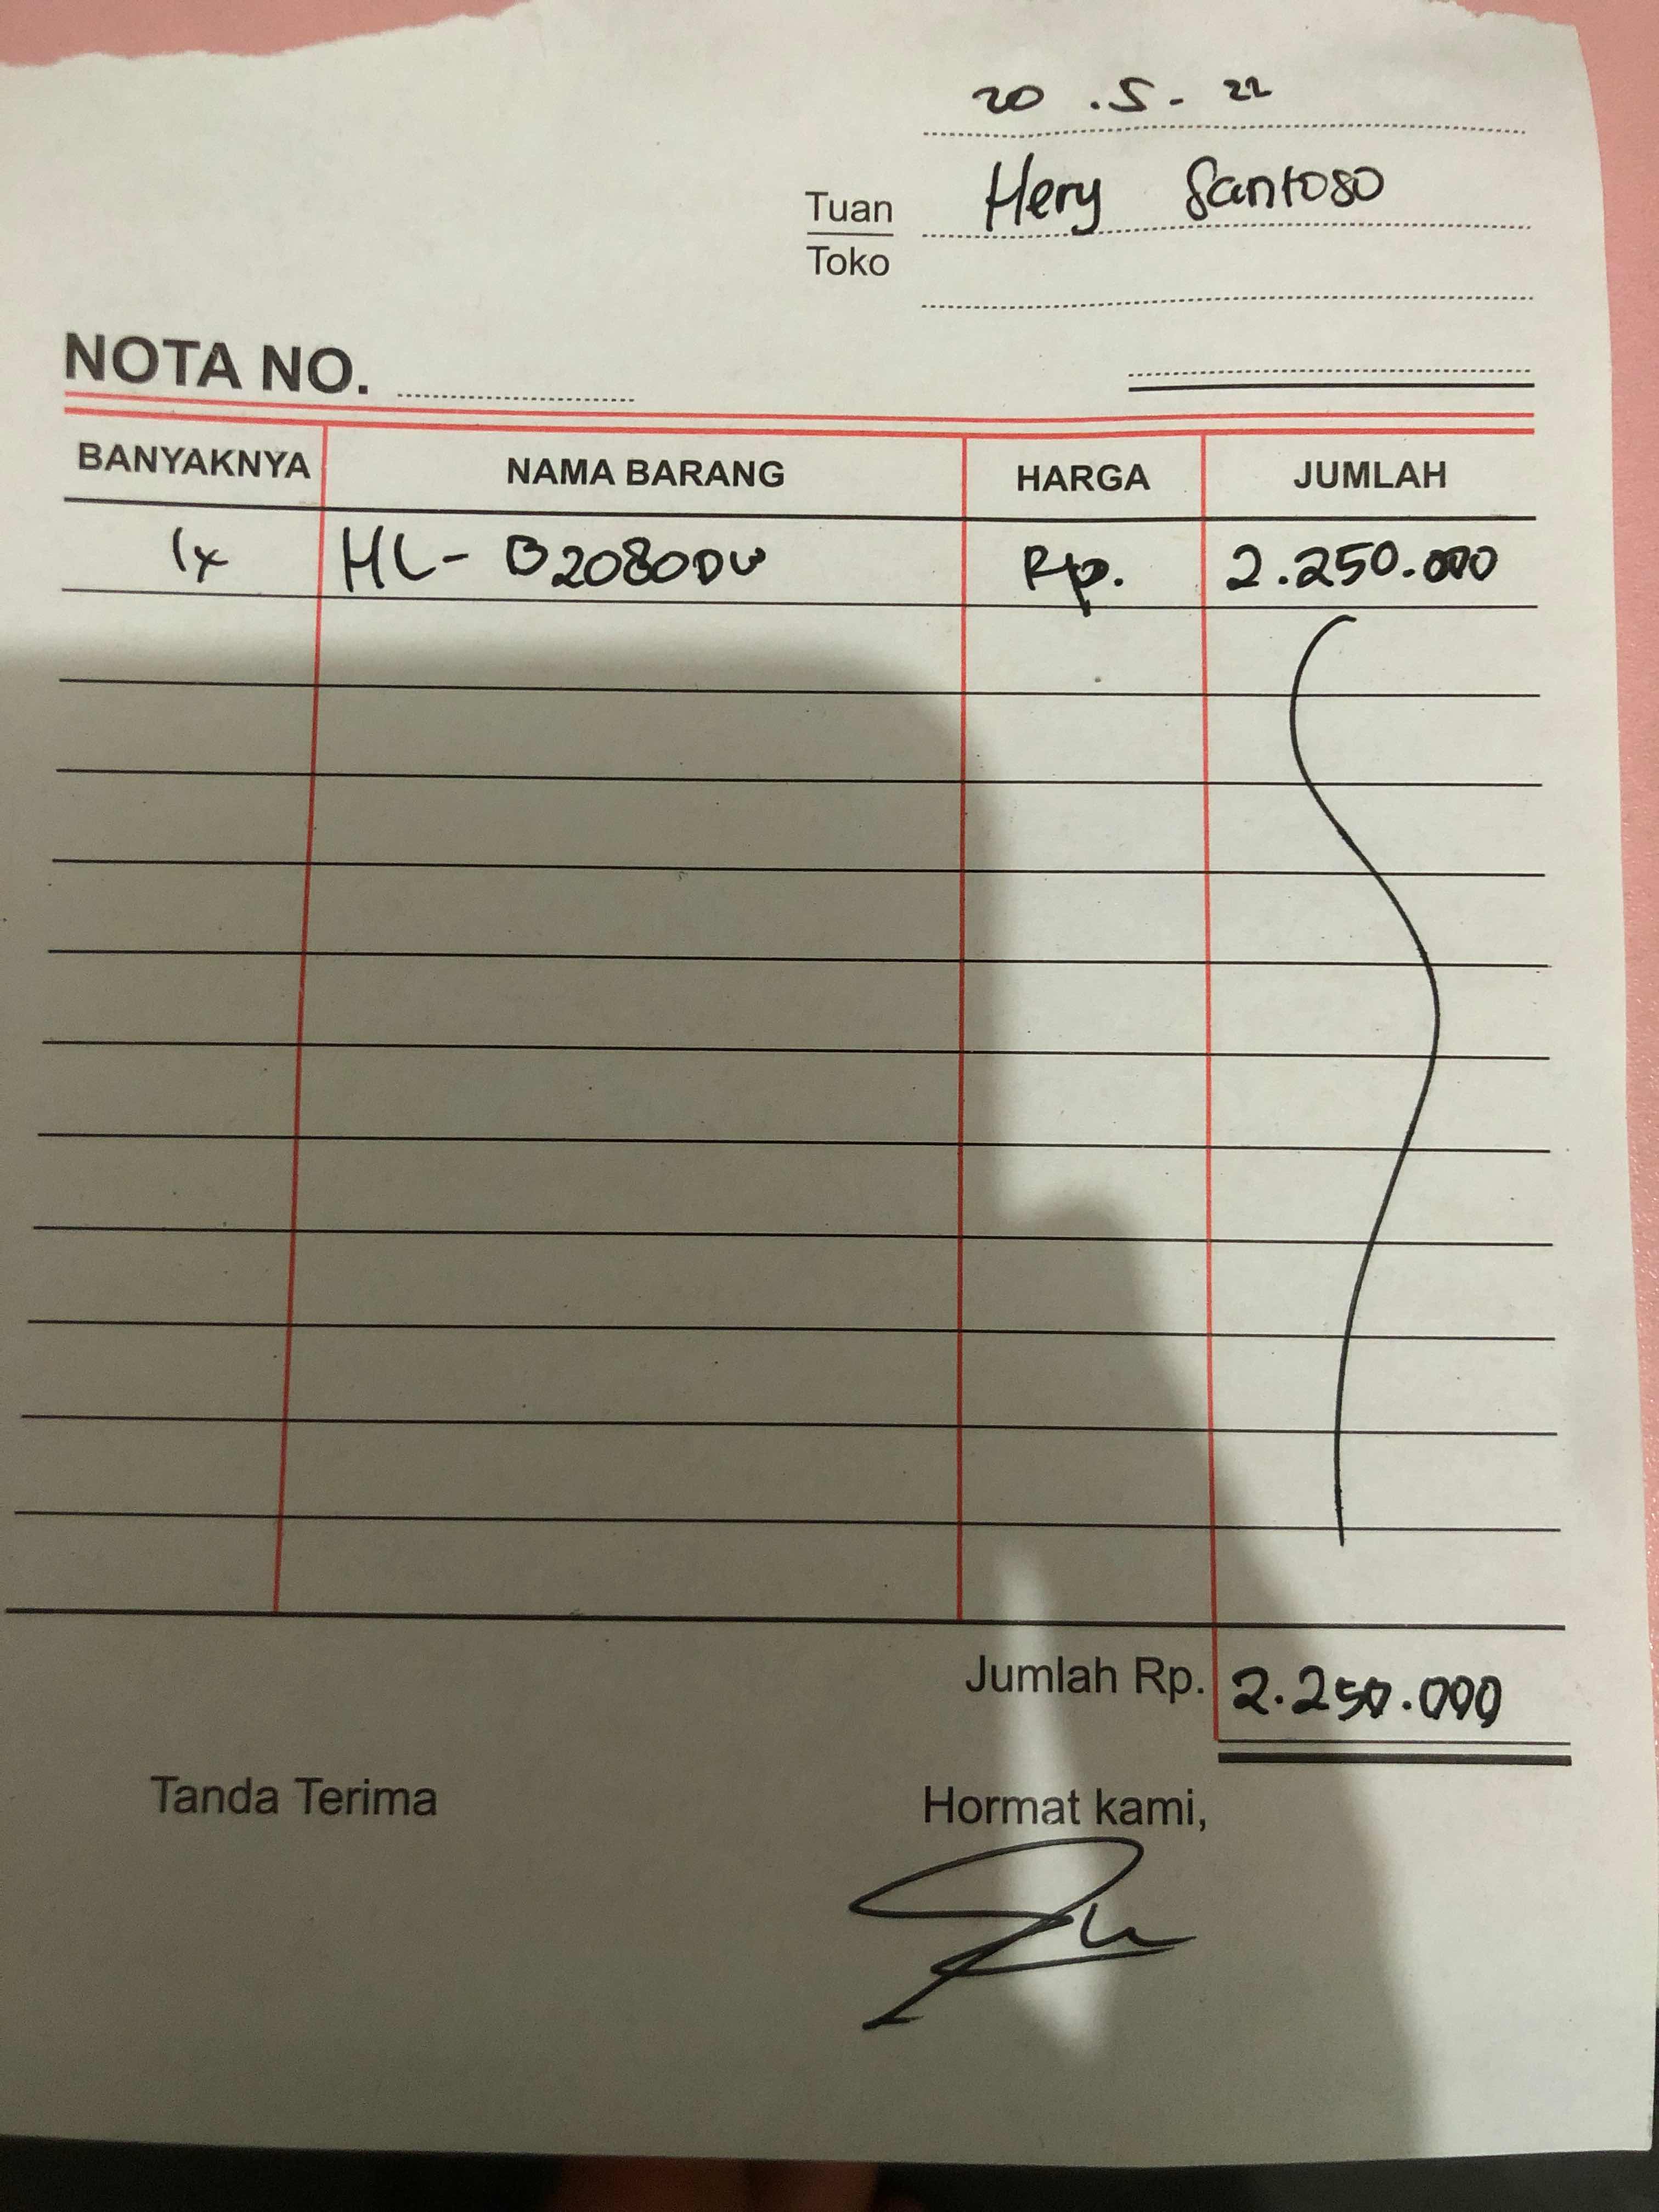 20 . 5 - 22
Tuan Hery Santoso
Toko
NOTA NO.
BANYAKNYA NAMA BARANG HARGA JUMLAH
1x HL - B2080DW Rp. 2.250.000
Jumlah Rp. 2.250.000
Tanda Terima Hormat kami,